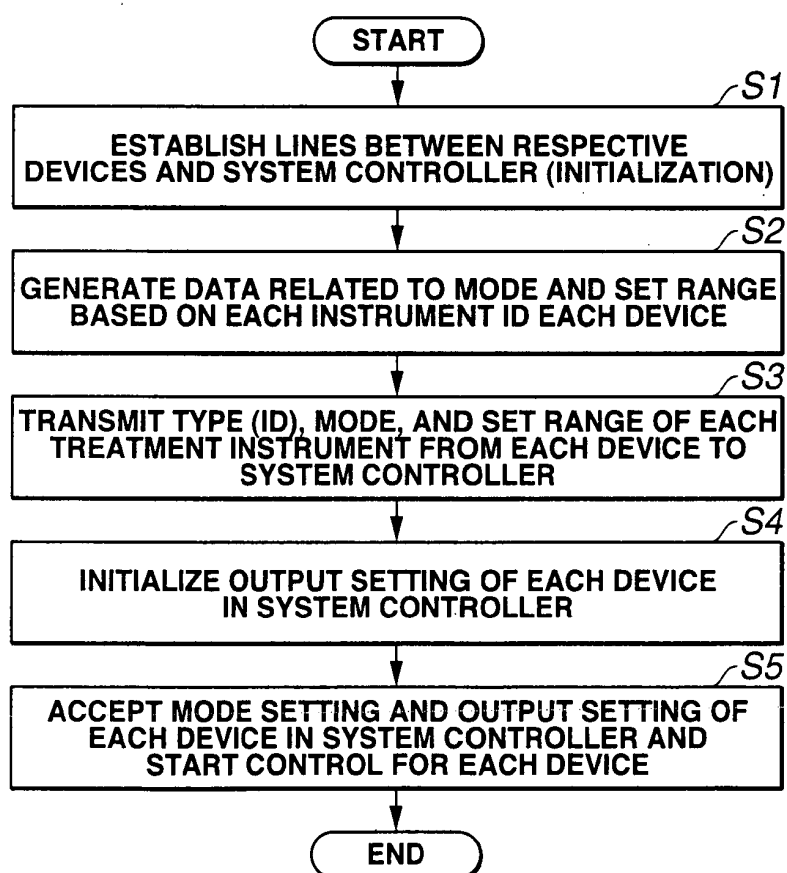 START
S1
ESTABLISH LINES BETWEEN RESPECTIVE
DEVICES AND SYSTEM CONTROLLER (INITIALIZATION)
S2
GENERATE DATA RELATED TO MODE AND SET RANGE
BASED ON EACH INSTRUMENT ID EACH DEVICE
S3
TRANSMIT TYPE (ID), MODE, AND SET RANGE OF EACH
TREATMENT INSTRUMENT FROM EACH DEVICE TO
SYSTEM CONTROLLER
S4
INITIALIZE OUTPUT SETTING OF EACH DEVICE
IN SYSTEM CONTROLLER
S5
ACCEPT MODE SETTING AND OUTPUT SETTING OF
EACH DEVICE IN SYSTEM CONTROLLER AND
START CONTROL FOR EACH DEVICE
END